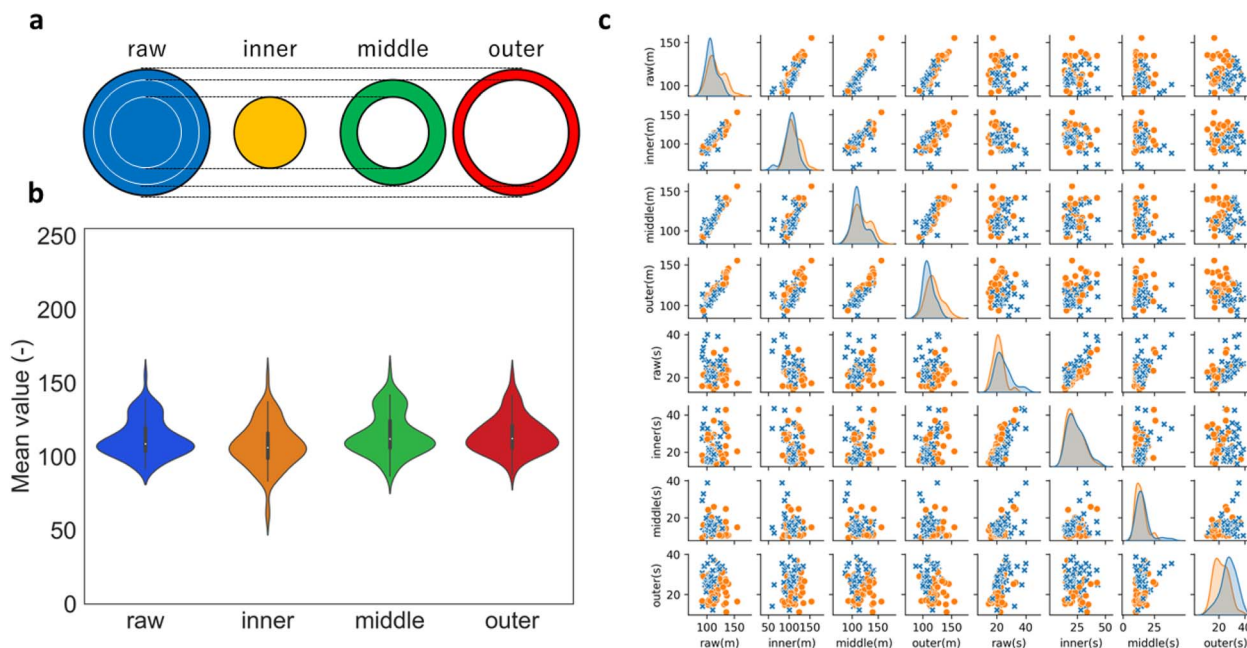 a
raw inner middle outer
b
250
200
150
100
50
0
Mean value (-)
raw inner middle outer
c
raw(m)
150
100
inner(m)
150
100
middle(m)
150
100
outer(m)
150
100
raw(s)
40
20
inner(s)
40
20
middle(s)
40
20
outer(s)
40
20
100 150 50 100 150 100 150 100 150 20 40 25 50 0 25 20 40
raw(m) inner(m) middle(m) outer(m) raw(s) inner(s) middle(s) outer(s)